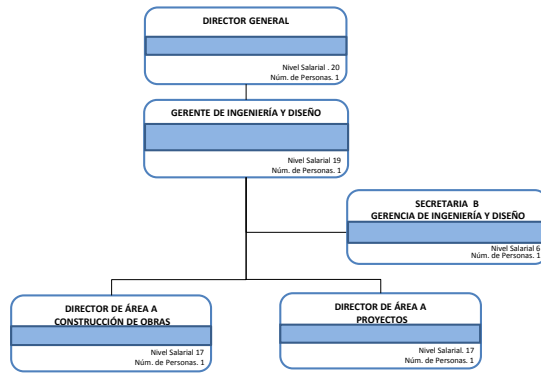 DIRECTOR GENERAL
Nivel Salarial . 20
Núm. de Personas. 1
GERENTE DE INGENIERÍA Y DISEÑO
Nivel Salarial 19
Núm. de Personas. 1
SECRETARIA B
GERENCIA DE INGENIERÍA Y DISEÑO
Nivel Salarial 6
Núm. de Personas. 1
DIRECTOR DE ÁREA A
CONSTRUCCIÓN DE OBRAS
Nivel Salarial 17
Núm. de Personas. 1
DIRECTOR DE ÁREA A
PROYECTOS
Nivel Salarial. 17
Núm. de Personas. 1